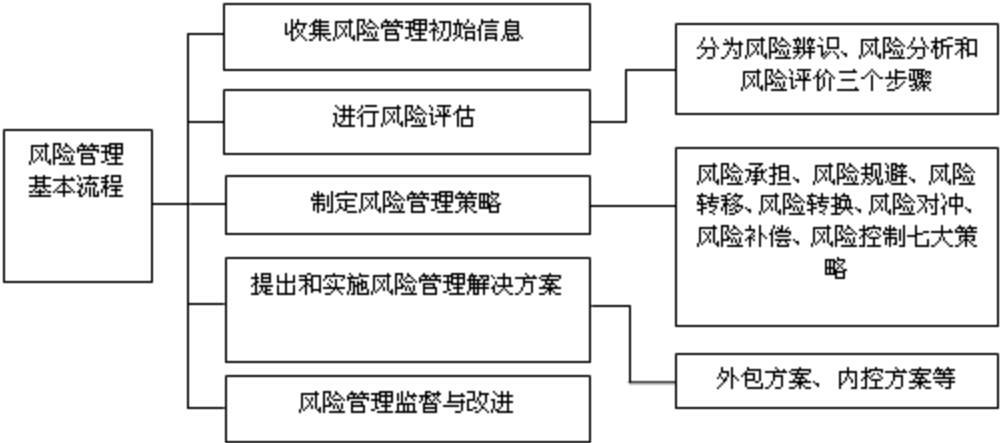 风险管理
基本流程
收集风险管理初始信息
进行风险评估
分为风险辨识、风险分析和
风险评价三个步骤
制定风险管理策略
风险承担、风险规避、风险
转移、风险转换、风险对冲、
风险补偿、风险控制七大策
略
提出和实施风险管理解决方案
外包方案、内控方案等
风险管理监督与改进